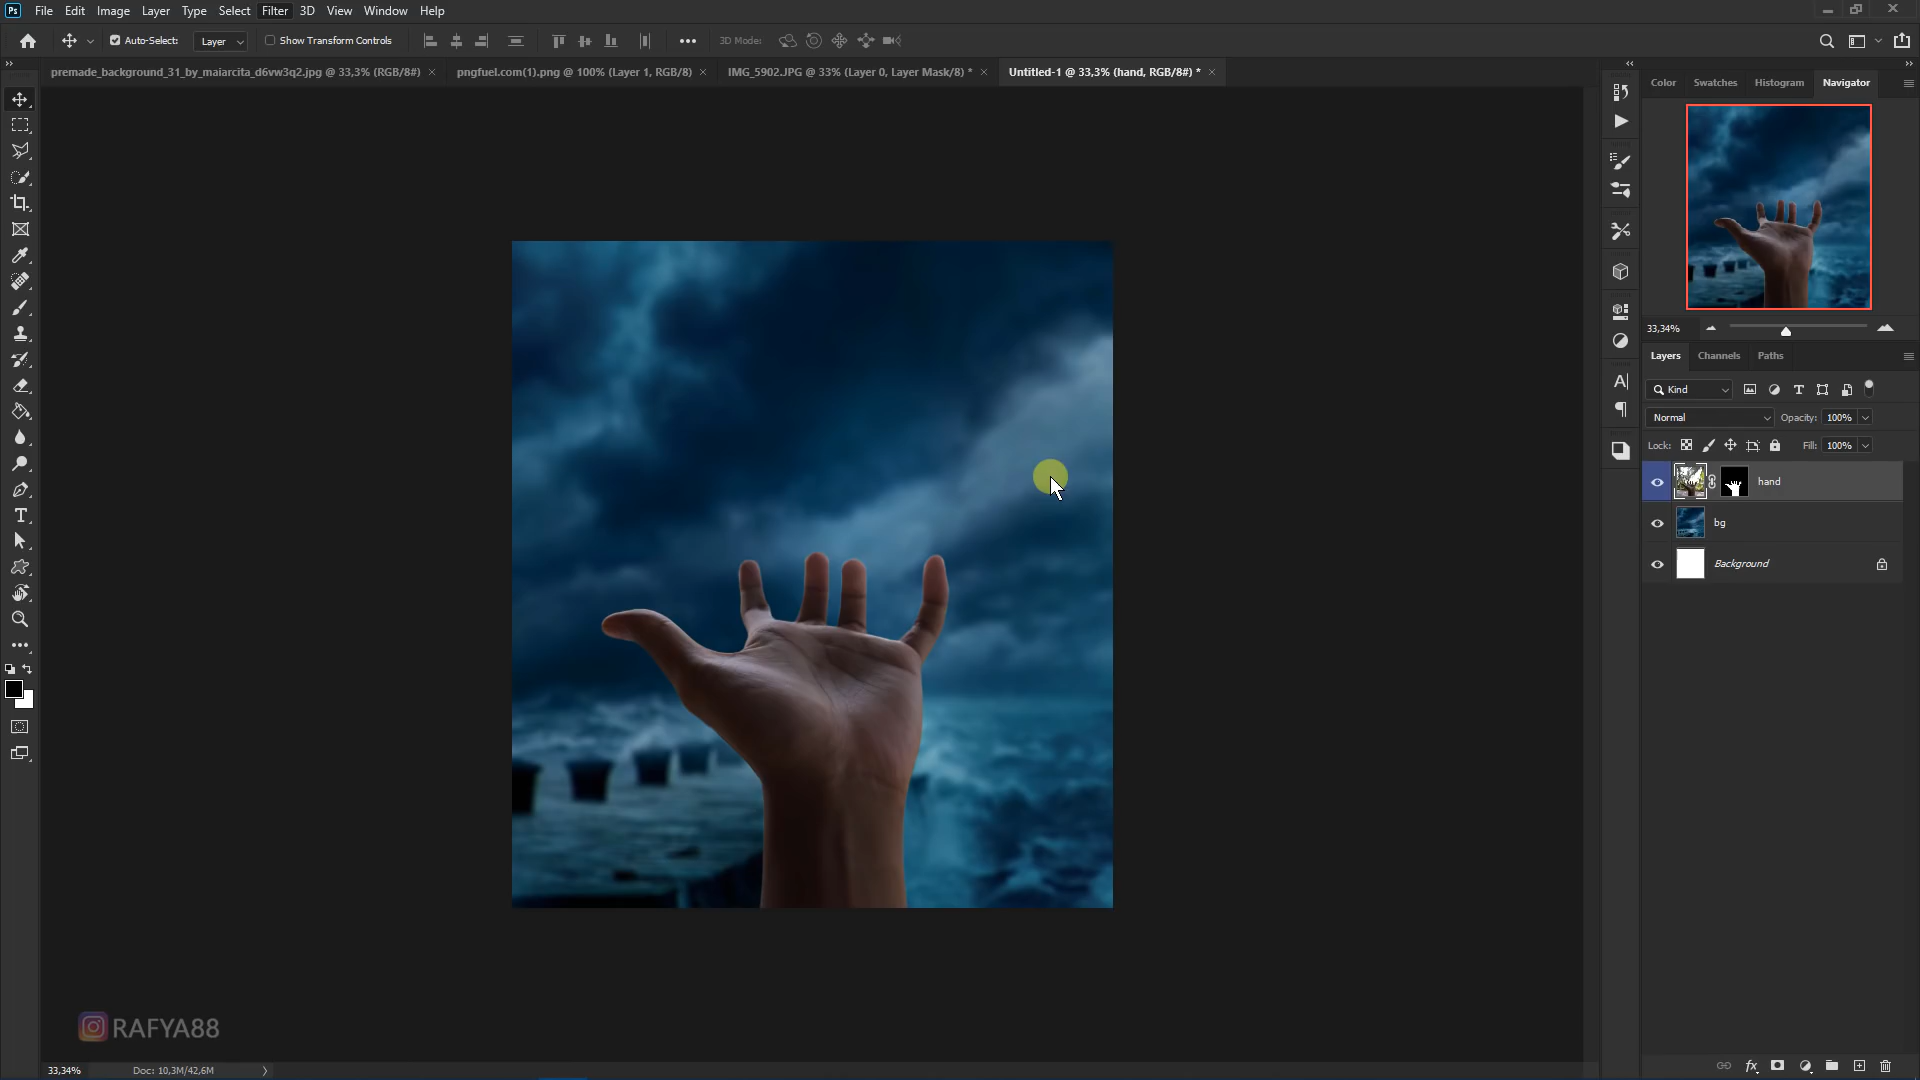 Ps File Edit Image Layer Type Select Filter 3D View Window Help
Auto-Select: Layer Show Transform Controls 3D Mode:
premade_background_31_by_maiarcita_d6vw3q2.jpg @ 33,3% (RGB/8#) pngfuel.com(1).png @ 100% (Layer 1, RGB/8) IMG_5902.JPG @ 33% (Layer 0, Layer Mask/8) * Untitled-1 @ 33,3% (hand, RGB/8#) *
Color Swatches Histogram Navigator
33,34%
Layers Channels Paths
Kind
Normal Opacity: 100%
Lock: Fill: 100%
hand
bg
Background
RAFYA88
33,34% Doc: 10,3M/42,6M